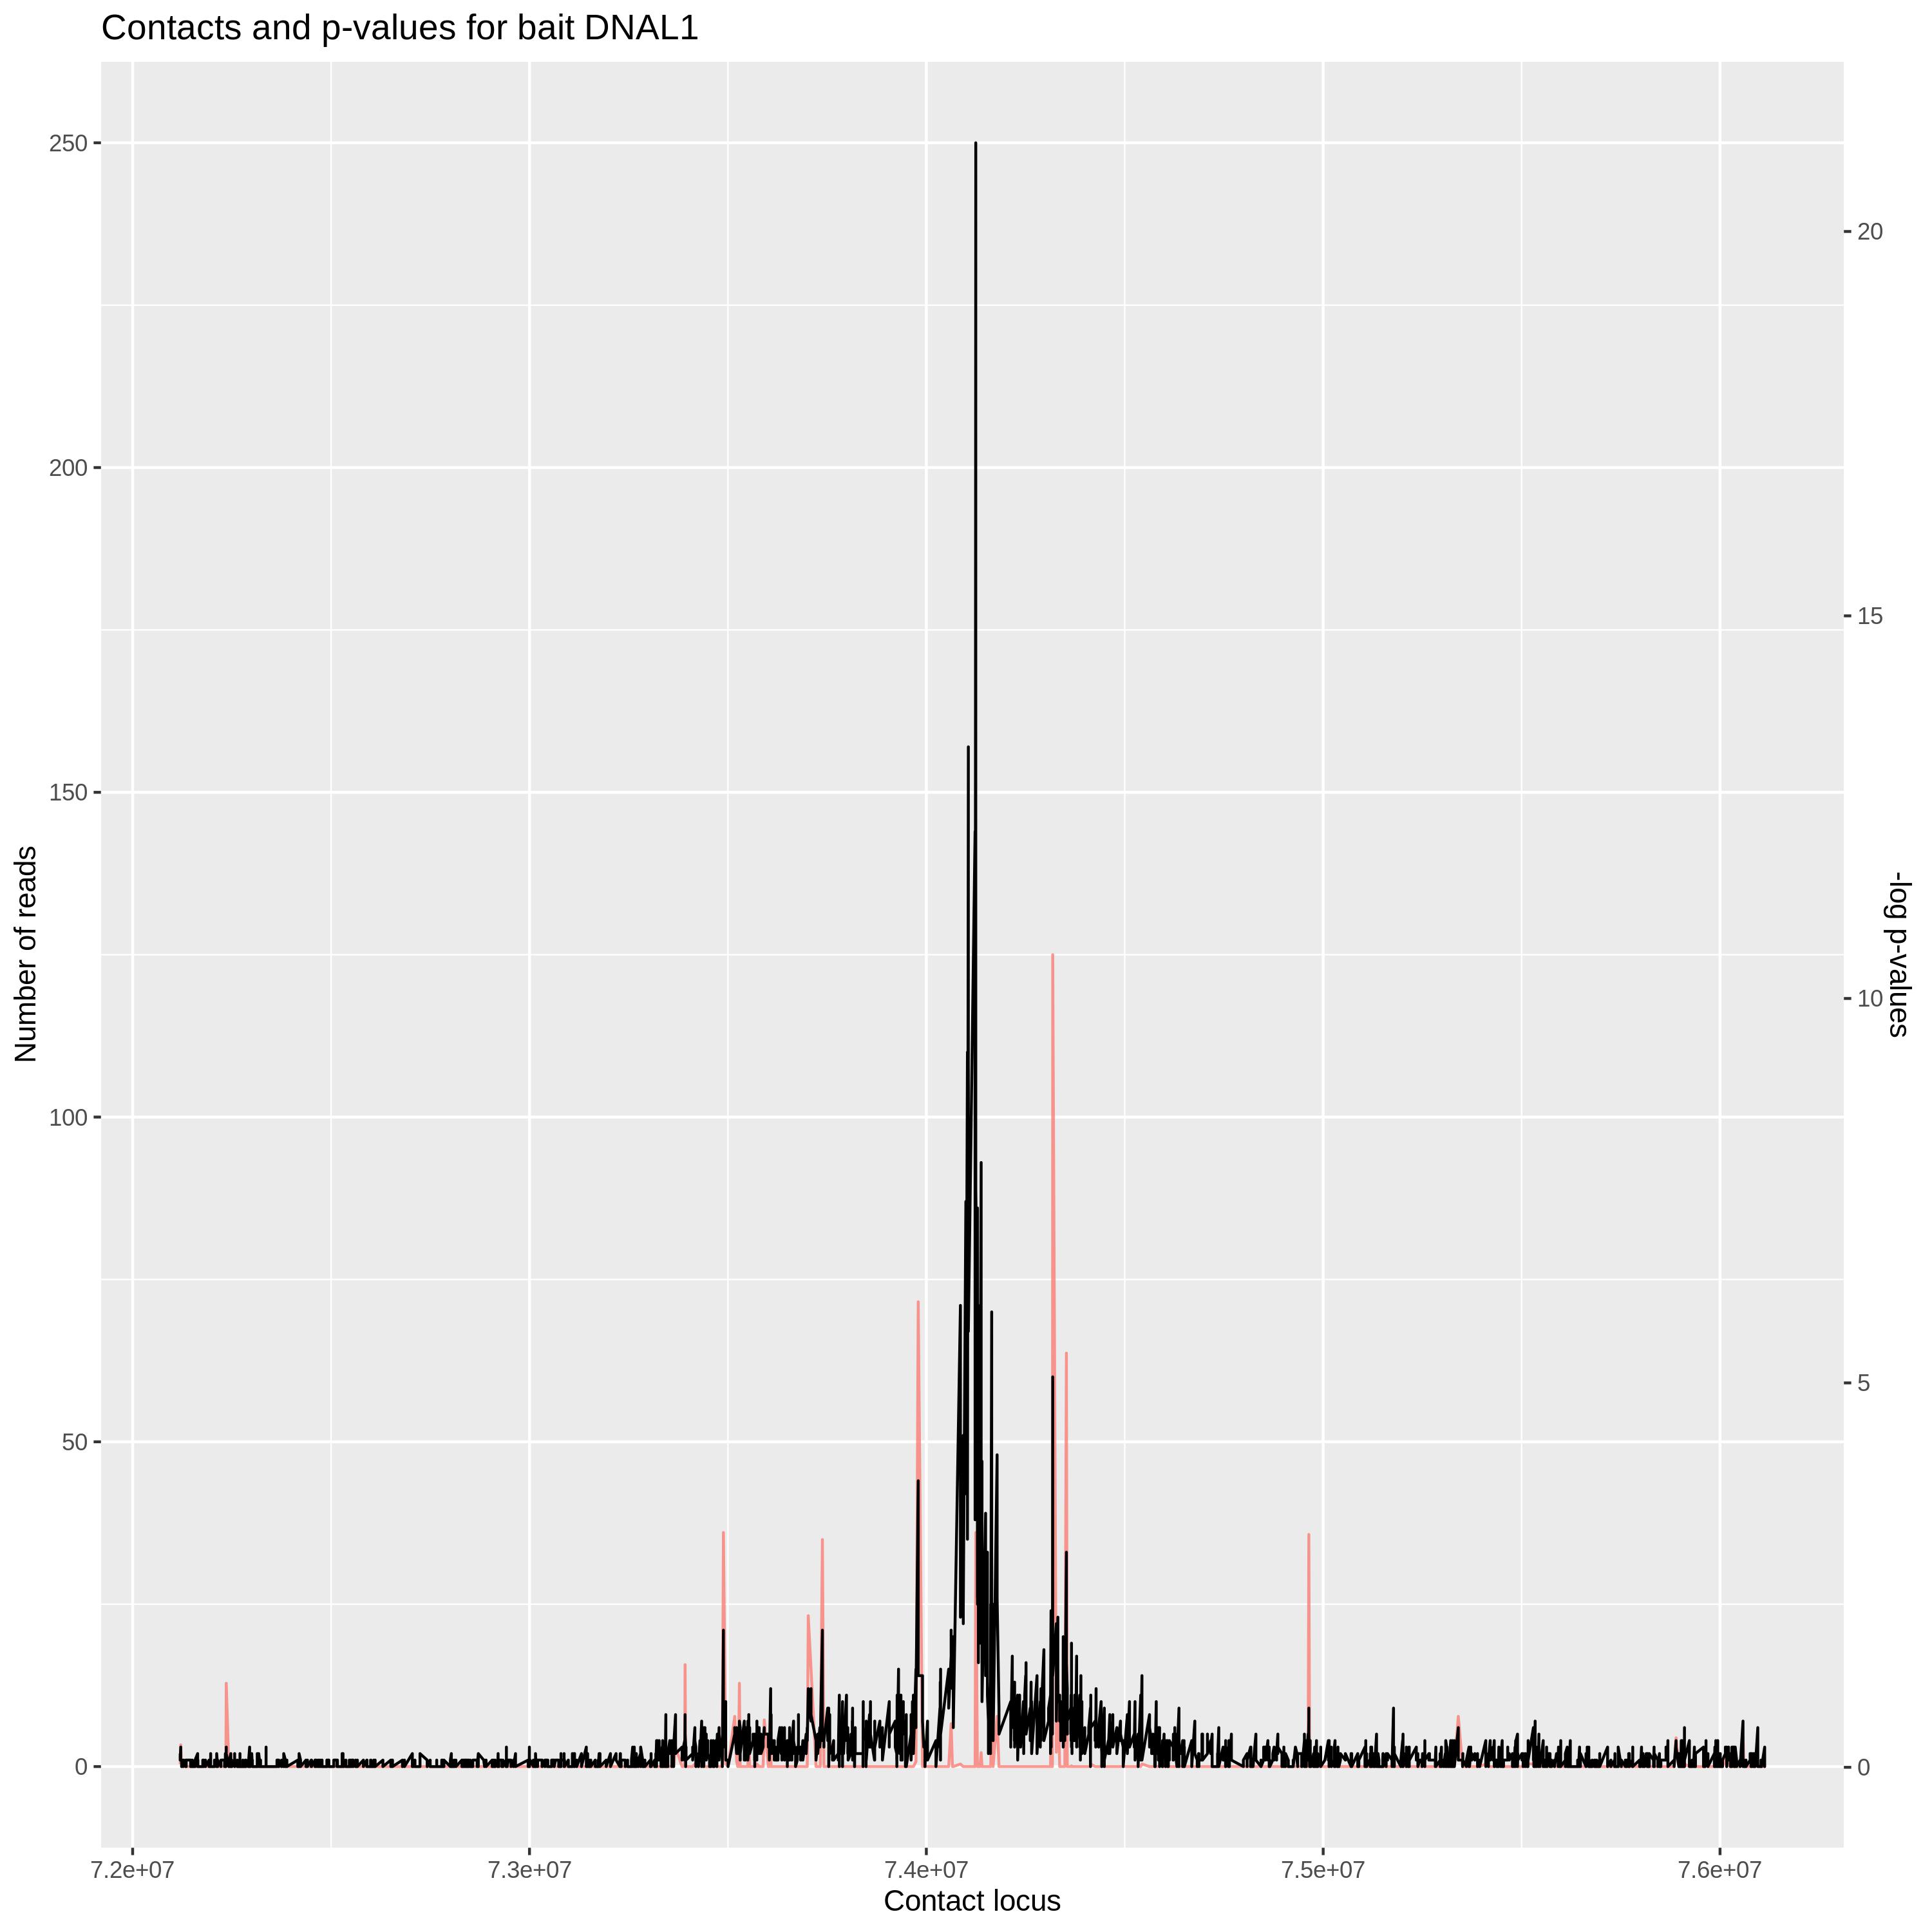 Contacts and p-values for bait DNAL1
250
200
150
100
50
0
Number of reads
20
15
10
5
0
-log p-values
7.2e+07 7.3e+07 7.4e+07 7.5e+07 7.6e+07
Contact locus